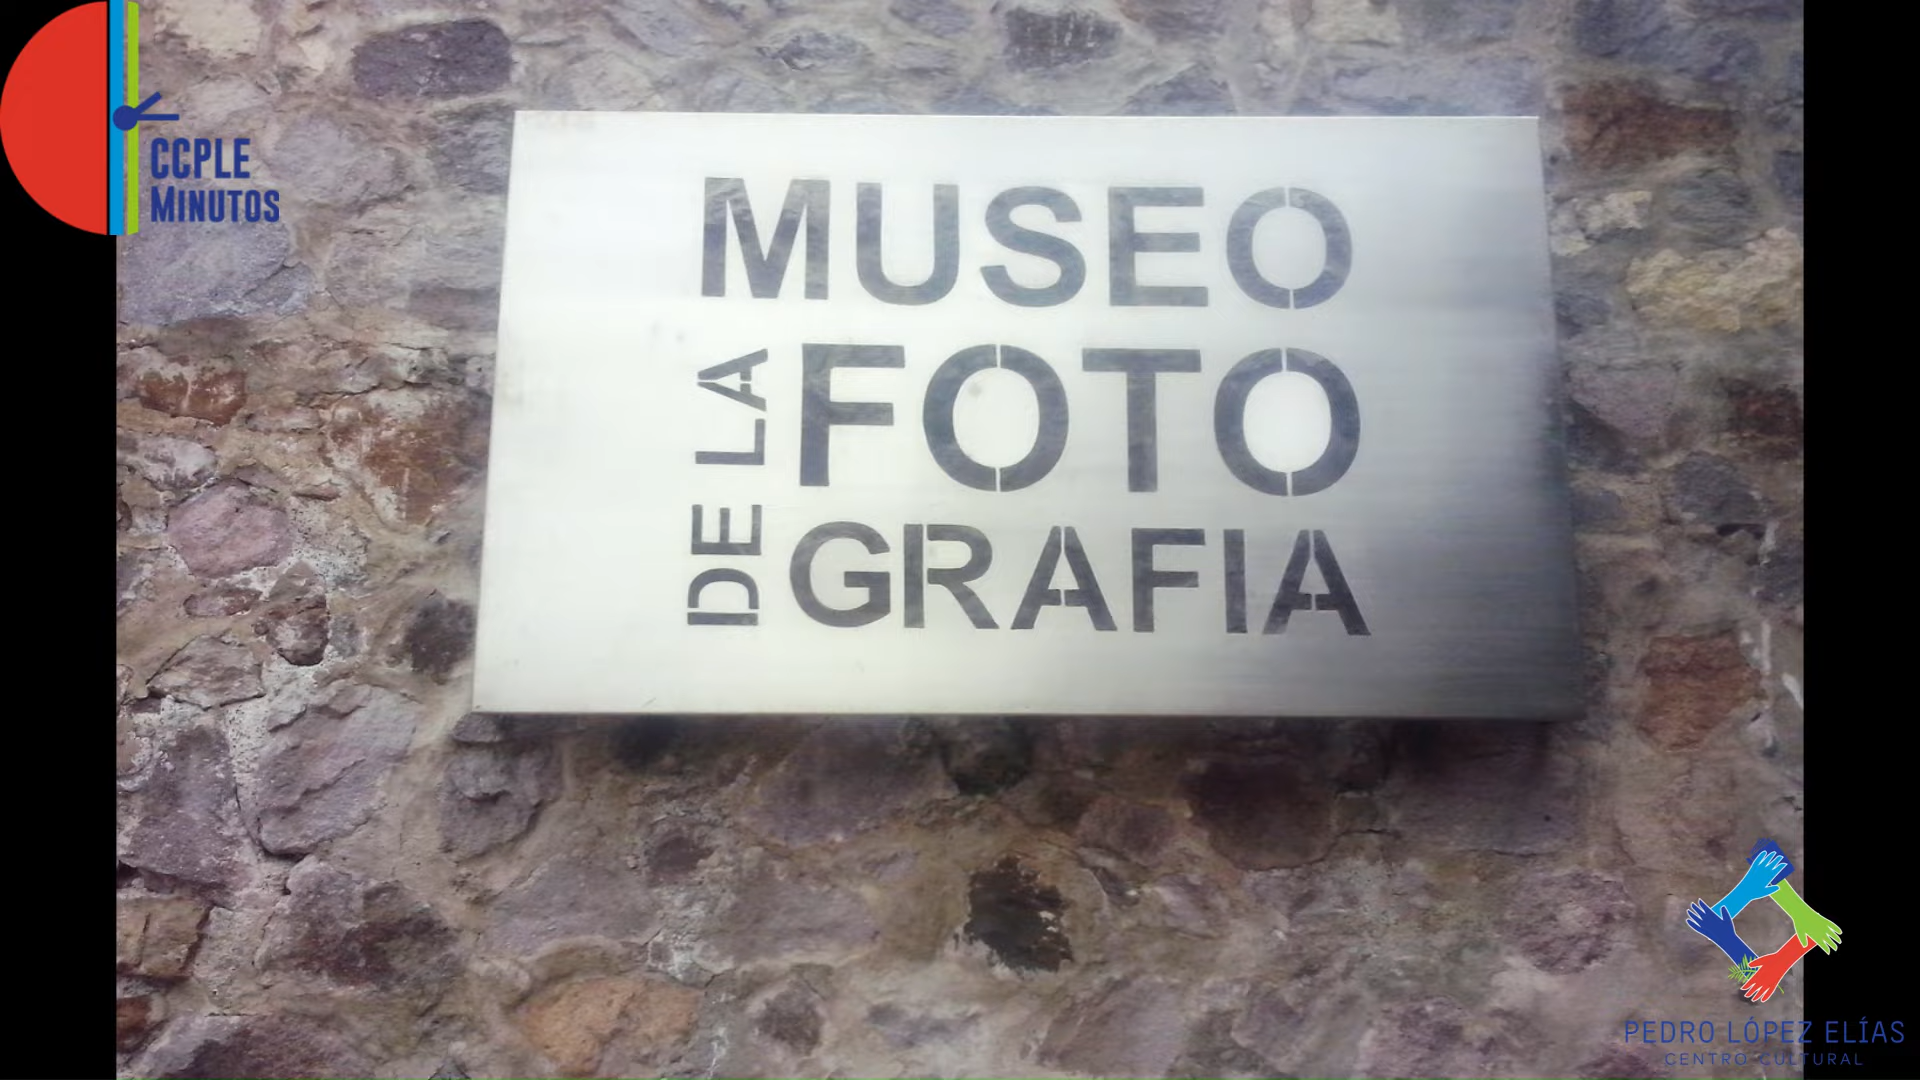 CCPLE
MINUTOS
MUSEO
DE LA
FOTO
GRAFIA
PEDRO LÓPEZ ELÍAS
CENTRO CULTURAL